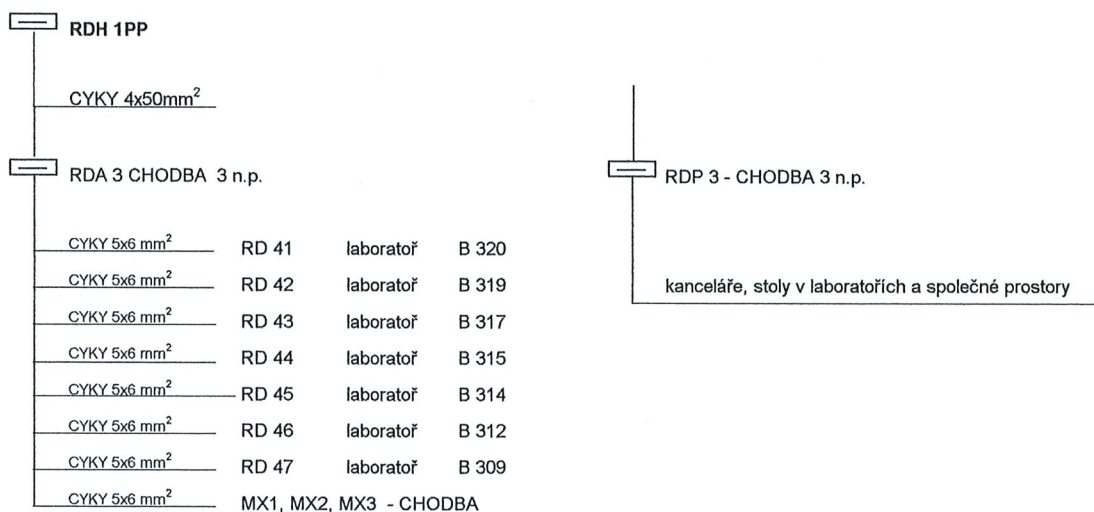 RDH 1PP
CYKY 4x50mm²
RDA 3 CHODBA 3 n.p.
CYKY 5x6 mm² RD 41 laboratoř B 320
CYKY 5x6 mm² RD 42 laboratoř B 319
CYKY 5x6 mm² RD 43 laboratoř B 317
CYKY 5x6 mm² RD 44 laboratoř B 315
CYKY 5x6 mm² RD 45 laboratoř B 314
CYKY 5x6 mm² RD 46 laboratoř B 312
CYKY 5x6 mm² RD 47 laboratoř B 309
CYKY 5x6 mm² MX1, MX2, MX3 - CHODBA
RDP 3 - CHODBA 3 n.p.
kanceláře, stoly v laboratořích a společné prostory